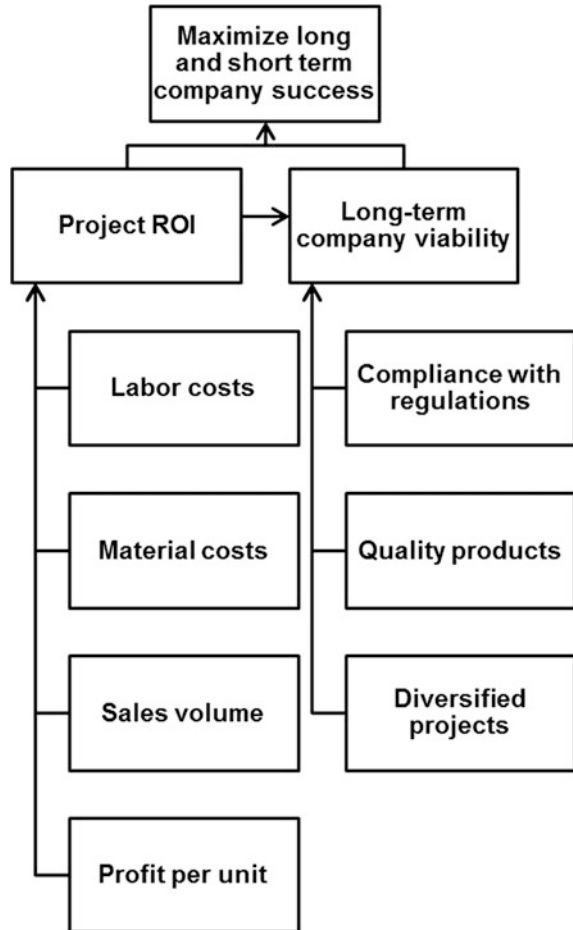 Maximize long
and short term
company success
Project ROI
Long-term
company viability
Labor costs
Compliance with
regulations
Material costs
Quality products
Sales volume
Diversified
projects
Profit per unit